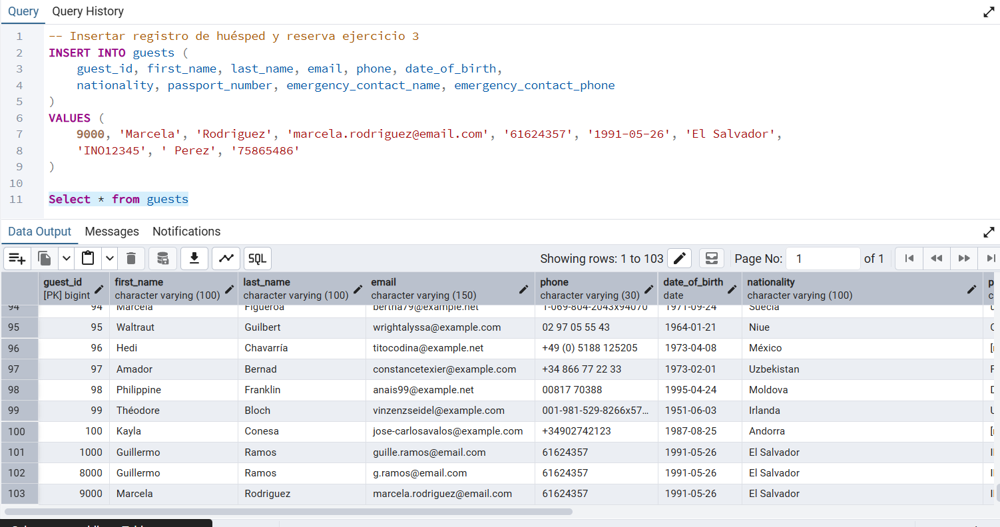 Query Query History
1 -- Insertar registro de huésped y reserva ejercicio 3
2 INSERT INTO guests (
3 guest_id, first_name, last_name, email, phone, date_of_birth,
4 nationality, passport_number, emergency_contact_name, emergency_contact_phone
5 )
6 VALUES (
7 9000, 'Marcela', 'Rodriguez', 'marcela.rodriguez@email.com', '61624357', '1991-05-26', 'El Salvador',
8 'INO12345', ' Perez', '75865486'
9 )
10
11 Select * from guests
Data Output Messages Notifications
SQL Showing rows: 1 to 103 Page No: 1 of 1
guest_id first_name last_name email phone date_of_birth nationality
[PK] bigint character varying (100) character varying (100) character varying (150) character varying (30) date character varying (100)
94 94 Marcela Figueroa bertha79@example.net 1-069-804-2043x94070 1971-09-24 Suecia
95 95 Waltraut Guilbert wrightalyssa@example.com 02 97 05 55 43 1964-01-21 Niue
96 96 Hedi Chavarría titocodina@example.net +49 (0) 5188 125205 1973-04-08 México
97 97 Amador Bernad constancetexier@example.com +34 866 77 22 33 1973-02-01 Uzbekistan
98 98 Philippine Franklin anais99@example.net 00817 70388 1995-04-24 Moldova
99 99 Théodore Bloch vinzenzseidel@example.com 001-981-529-8266x57... 1951-06-03 Irlanda
100 100 Kayla Conesa jose-carlosavalos@example.com +34902742123 1987-08-25 Andorra
101 1000 Guillermo Ramos guille.ramos@email.com 61624357 1991-05-26 El Salvador
102 8000 Guillermo Ramos g.ramos@email.com 61624357 1991-05-26 El Salvador
103 9000 Marcela Rodriguez marcela.rodriguez@email.com 61624357 1991-05-26 El Salvador